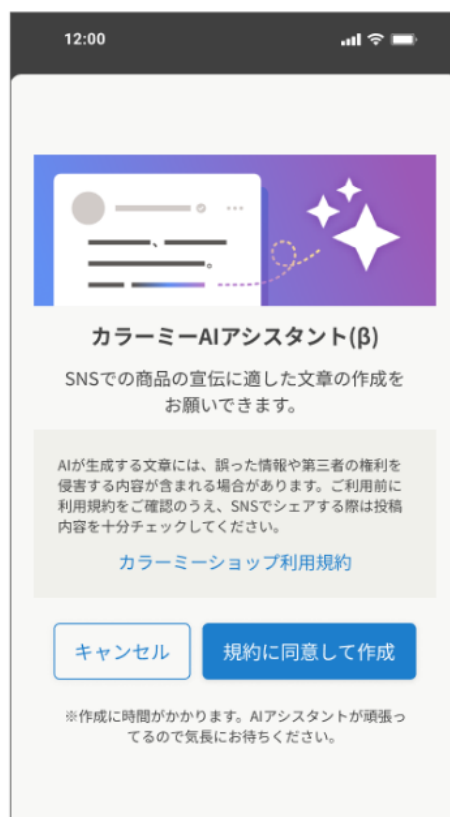 12:00
カラーミーAIアシスタント(β)
SNSでの商品の宣伝に適した文章の作成を
お願いできます。
AIが生成する文章には、誤った情報や第三者の権利を
侵害する内容が含まれる場合があります。ご利用前に
利用規約をご確認のうえ、SNSでシェアする際は投稿
内容を十分チェックしてください。
カラーミーショップ利用規約
キャンセル
規約に同意して作成
※作成に時間がかかります。AIアシスタントが頑張っ
てるので気長にお待ちください。